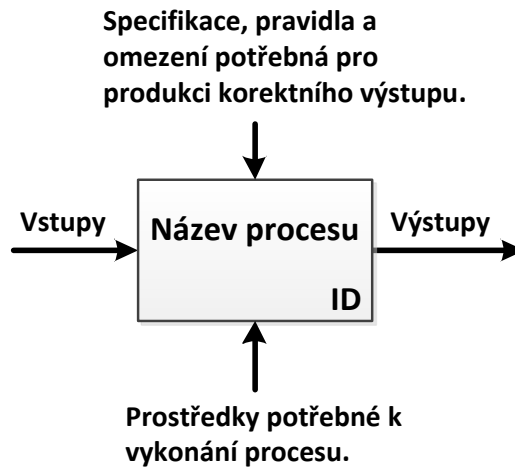 Specifikace, pravidla a
omezení potřebná pro
produkci korektního výstupu.
Vstupy
Název procesu
Výstupy
ID
Prostředky potřebné k
vykonání procesu.